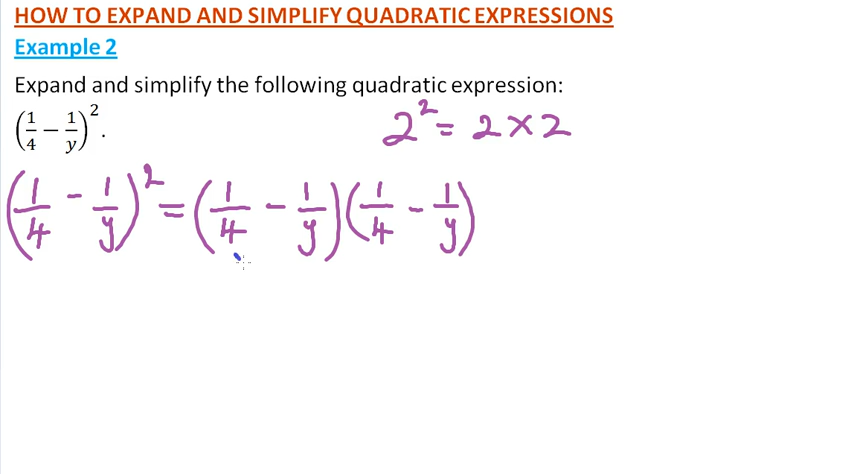 HOW TO EXPAND AND SIMPLIFY QUADRATIC EXPRESSIONS
Example 2
Expand and simplify the following quadratic expression:
(1/4 − 1/y)².
2² = 2 × 2
(1/4 − 1/y)² = (1/4 − 1/y)(1/4 − 1/y)